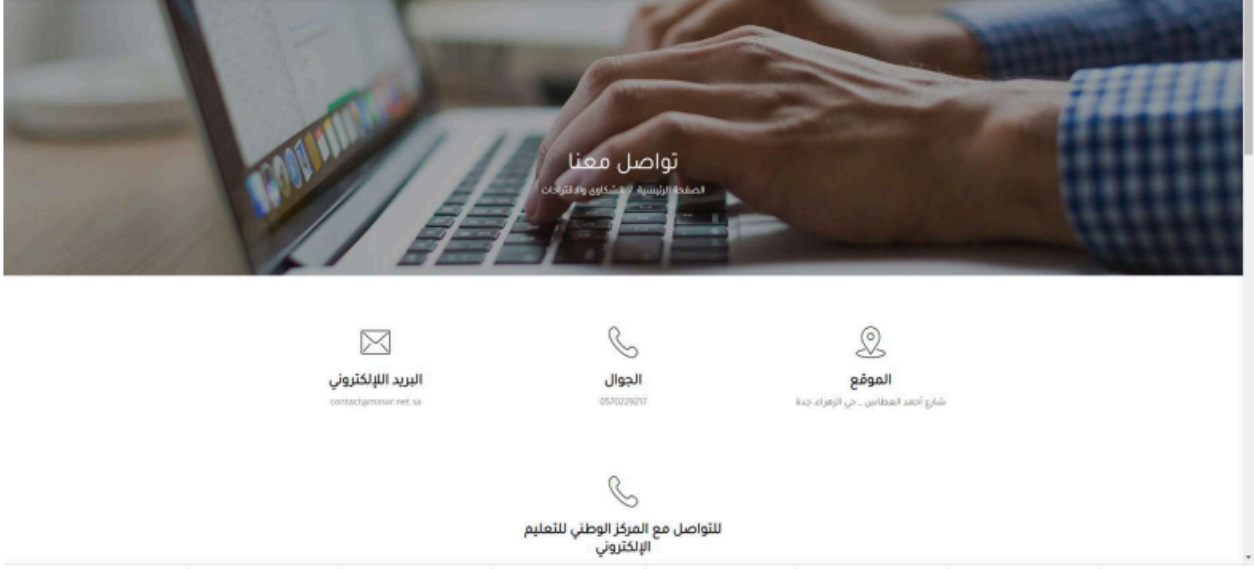 تواصل معنا
الصفحة الرئيسية / الشكاوى والاقتراحات
الموقع
شارع أحمد العطاس _ حي الزهراء، جدة
الجوال
0570229217
البريد اللإلكتروني
contact@masar.net.sa
للتواصل مع المركز الوطني للتعليم
الإلكتروني